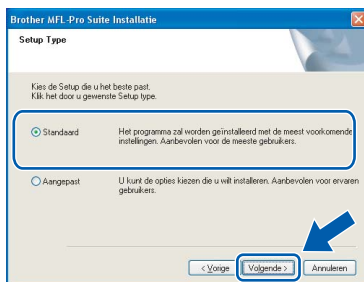 Brother MFL-Pro Suite Installatie
Setup Type
Kies de Setup die u het beste past.
Klik het door u gewenste Setup type.
Standaard
Het programma zal worden geïnstalleerd met de meest voorkomende
instellingen. Aanbevolen voor de meeste gebruikers.
Aangepast
U kunt de opties kiezen die u wilt installeren. Aanbevolen voor ervaren
gebruikers.
< Vorige
Volgende >
Annuleren